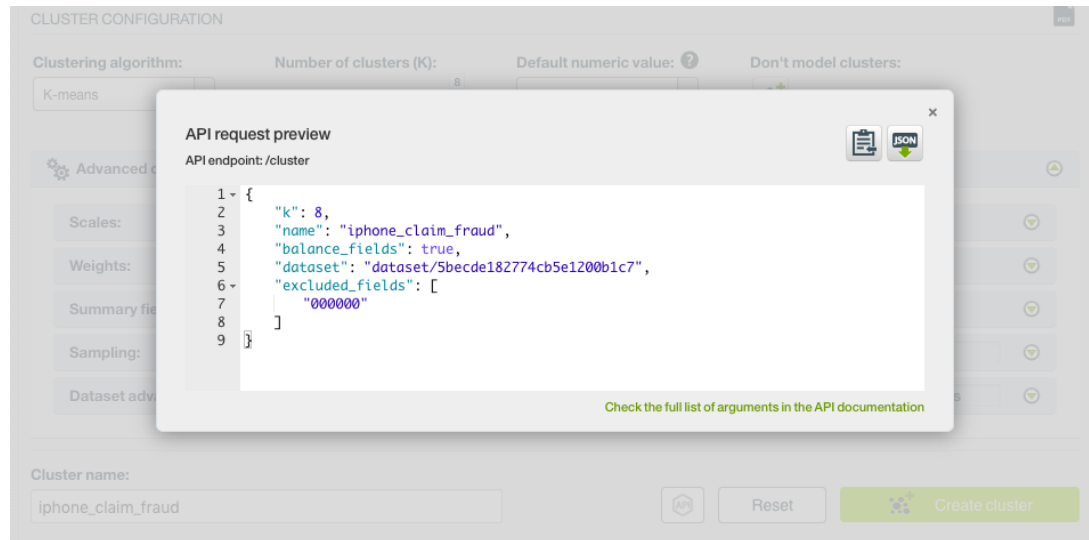 CLUSTER CONFIGURATION
PDF
Clustering algorithm: Number of clusters (K): Default numeric value: ? Don't model clusters:
8
K-means
×
API request preview
JSON
API endpoint: /cluster
Advanced c
1 {
2 "k": 8,
3 "name": "iphone_claim_fraud",
4 "balance_fields": true,
5 "dataset": "dataset/5becde182774cb5e1200b1c7",
6 "excluded_fields": [
7 "000000"
8 ]
9 }
Scales:
Weights:
Summary fie
Sampling:
Dataset adva s
Check the full list of arguments in the API documentation
Cluster name:
iphone_claim_fraud API Reset Create cluster